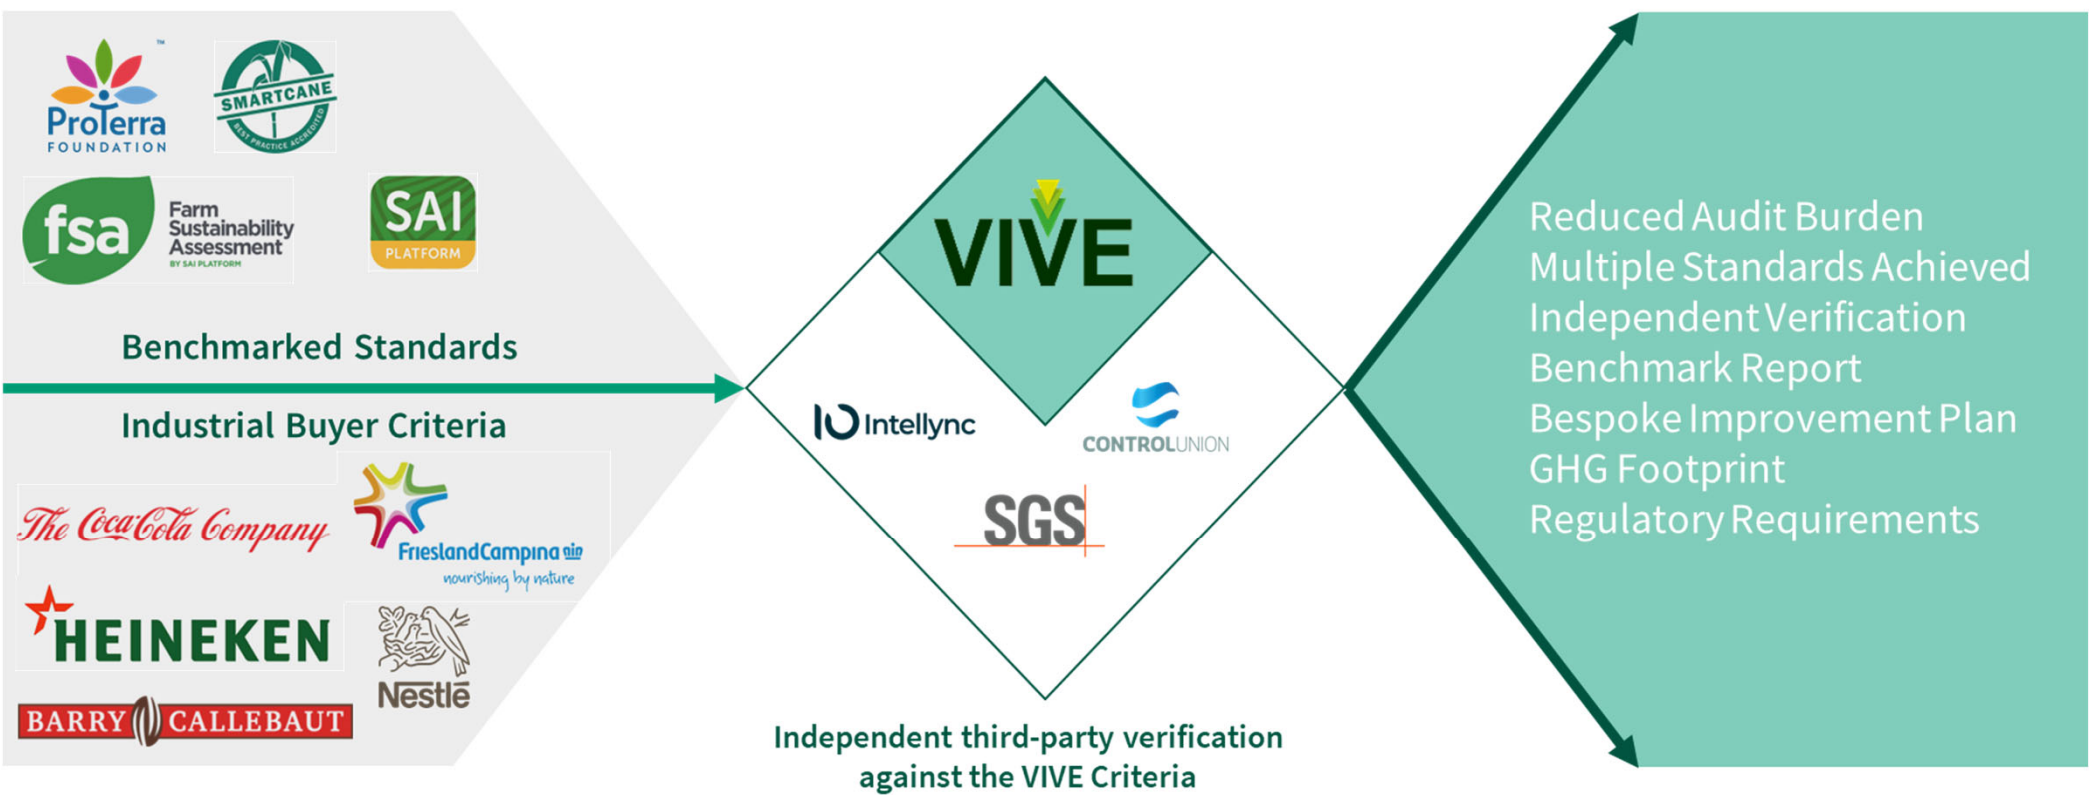 ProTerra
FOUNDATION
™
SMARTCANE
BEST PRACTICE ACCREDITED
fsa
Farm
Sustainability
Assessment
BY SAI PLATFORM
SAI
PLATFORM
Benchmarked Standards
Industrial Buyer Criteria
The Coca-Cola Company
FrieslandCampina
nourishing by nature
HEINEKEN
Nestlé
BARRY CALLEBAUT
VIVE
Intellync
CONTROLUNION
SGS
Independent third-party verification
against the VIVE Criteria
Reduced Audit Burden
Multiple Standards Achieved
Independent Verification
Benchmark Report
Bespoke Improvement Plan
GHG Footprint
Regulatory Requirements